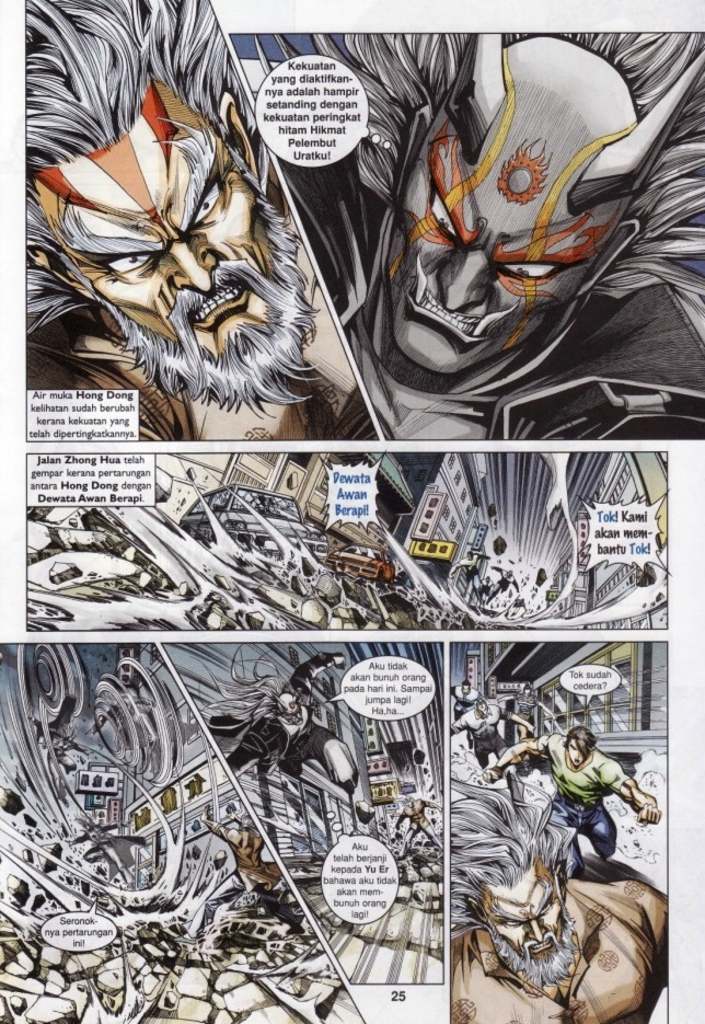 Kekuatan
yang diaktifkan-
nya adalah hampir
setanding dengan
kekuatan peringkat
hitam Hikmat
Pelembut
Uratku!
Air muka Hong Dong
kelihatan sudah berubah
kerana kekuatan yang
telah dipertingkatkannya.
Jalan Zhong Hua telah
gempar kerana pertarungan
antara Hong Dong dengan
Dewata Awan Berapi.
Dewata
Awan
Berapi!
Tok! Kami
akan mem-
bantu Tok!
Seronok-
nya pertarungan
ini!
Aku tidak
akan bunuh orang
pada hari ini. Sampai
jumpa lagi!
Ha,ha...
Aku
telah berjanji
kepada Yu Er
bahawa aku tidak
akan mem-
bunuh orang
lagi!
Tok sudah
cedera?
25